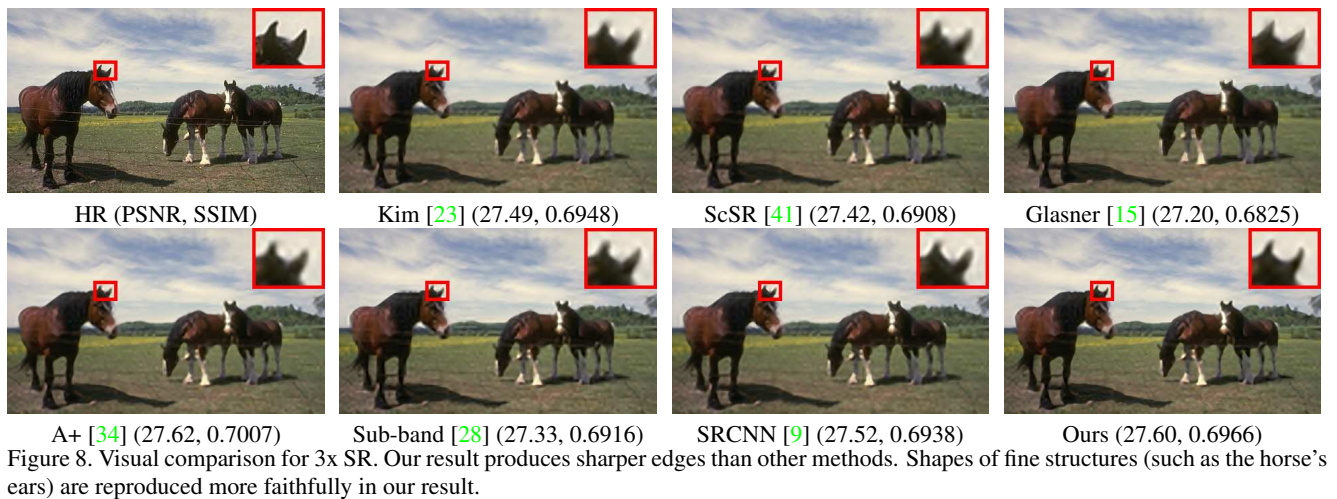 HR (PSNR, SSIM)
Kim [23] (27.49, 0.6948)
ScSR [41] (27.42, 0.6908)
Glasner [15] (27.20, 0.6825)
A+ [34] (27.62, 0.7007)
Sub-band [28] (27.33, 0.6916)
SRCNN [9] (27.52, 0.6938)
Ours (27.60, 0.6966)
Figure 8. Visual comparison for 3x SR. Our result produces sharper edges than other methods. Shapes of fine structures (such as the horse's
ears) are reproduced more faithfully in our result.